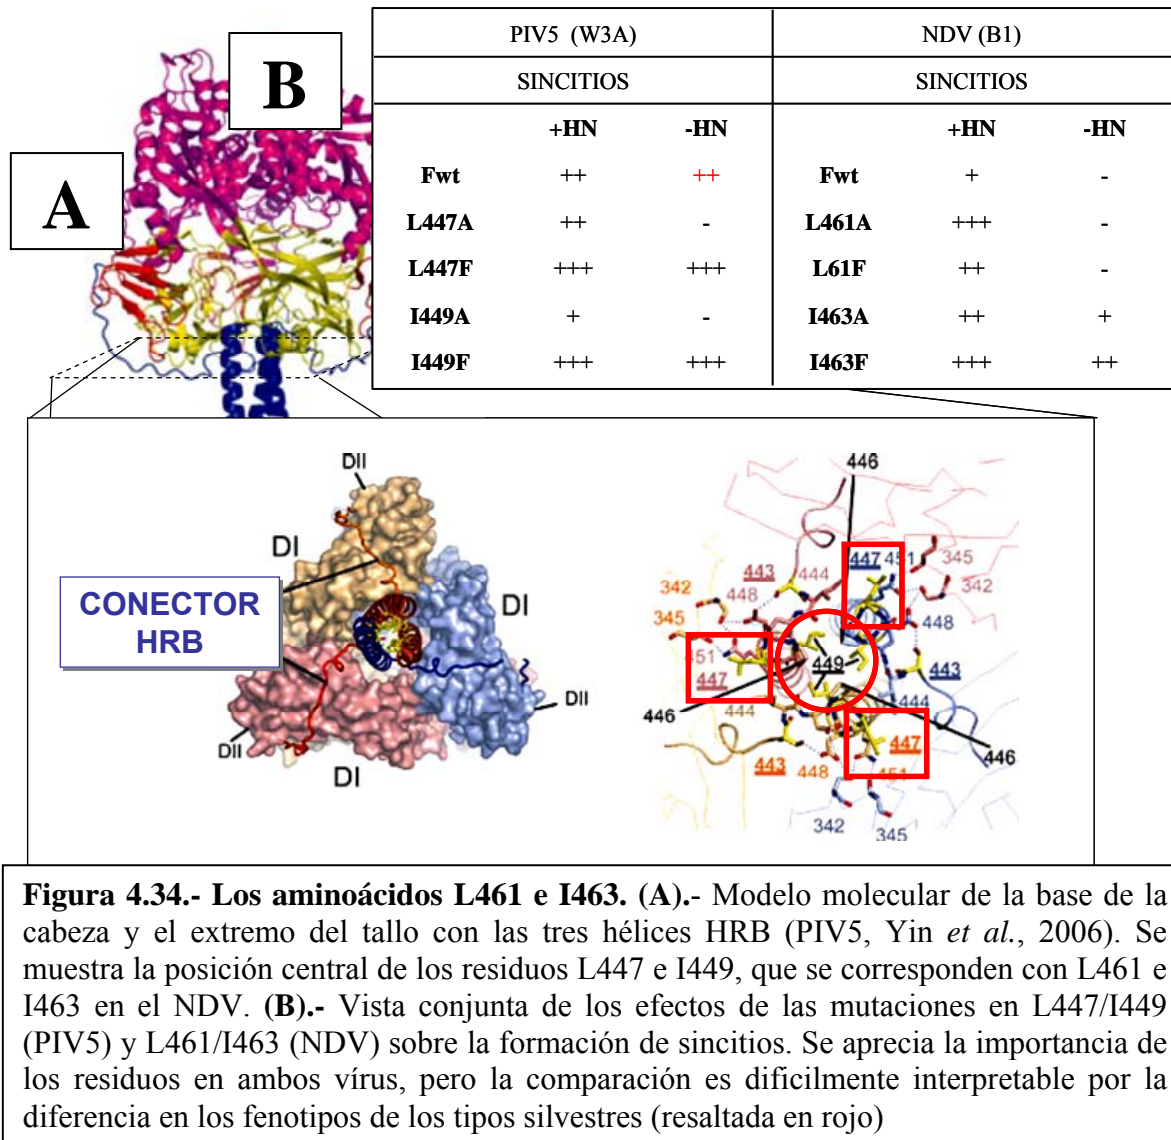 A
B
PIV5 (W3A) NDV (B1)
SINCITIOS SINCITIOS
+HN -HN +HN -HN
Fwt ++ ++ Fwt + -
L447A ++ - L461A +++ -
L447F +++ +++ L61F ++ -
I449A + - I463A ++ +
I449F +++ +++ I463F +++ ++
DII
DI
CONECTOR
HRB
DI
DII
DII
DI
446
447 451 345
443 444 342
342 448
345 448
451 449 443
447
444 444
446
447 446
443 448 451
342 345
Figura 4.34.- Los aminoácidos L461 e I463. (A).- Modelo molecular de la base de la
cabeza y el extremo del tallo con las tres hélices HRB (PIV5, Yin et al., 2006). Se
muestra la posición central de los residuos L447 e I449, que se corresponden con L461 e
I463 en el NDV. (B).- Vista conjunta de los efectos de las mutaciones en L447/I449
(PIV5) y L461/I463 (NDV) sobre la formación de sincitios. Se aprecia la importancia de
los residuos en ambos vírus, pero la comparación es dificilmente interpretable por la
diferencia en los fenotipos de los tipos silvestres (resaltada en rojo)